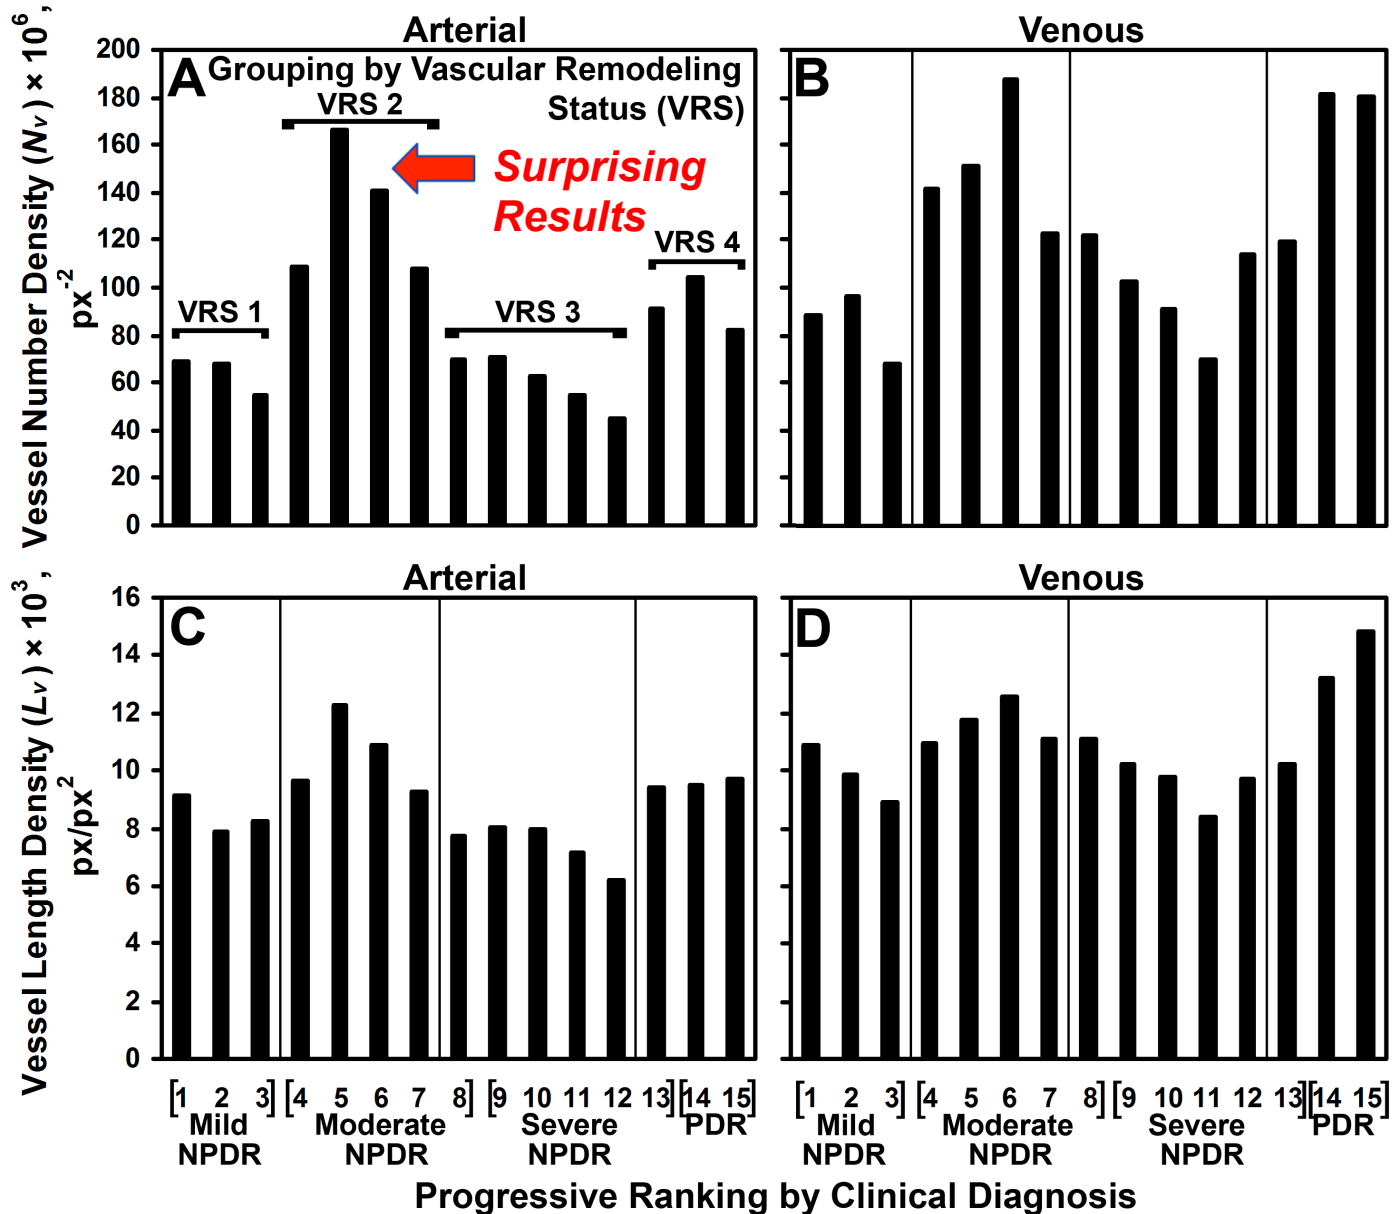 Arterial
Venous
Vessel Number Density (Nᵥ) × 10⁶,
px⁻²
200
180
160
140
120
100
80
60
40
20
0
A
Grouping by Vascular Remodeling
Status (VRS)
VRS 2
Surprising
Results
VRS 4
VRS 1
VRS 3
B
Arterial
Venous
Vessel Length Density (Lᵥ) × 10³,
px/px²
16
14
12
10
8
6
4
2
0
C
D
[1 2 3] [4 5 6 7 8] [9 10 11 12 13] [14 15]
Mild
NPDR
Moderate
NPDR
Severe
NPDR
PDR
[1 2 3] [4 5 6 7 8] [9 10 11 12 13] [14 15]
Mild
NPDR
Moderate
NPDR
Severe
NPDR
PDR
Progressive Ranking by Clinical Diagnosis